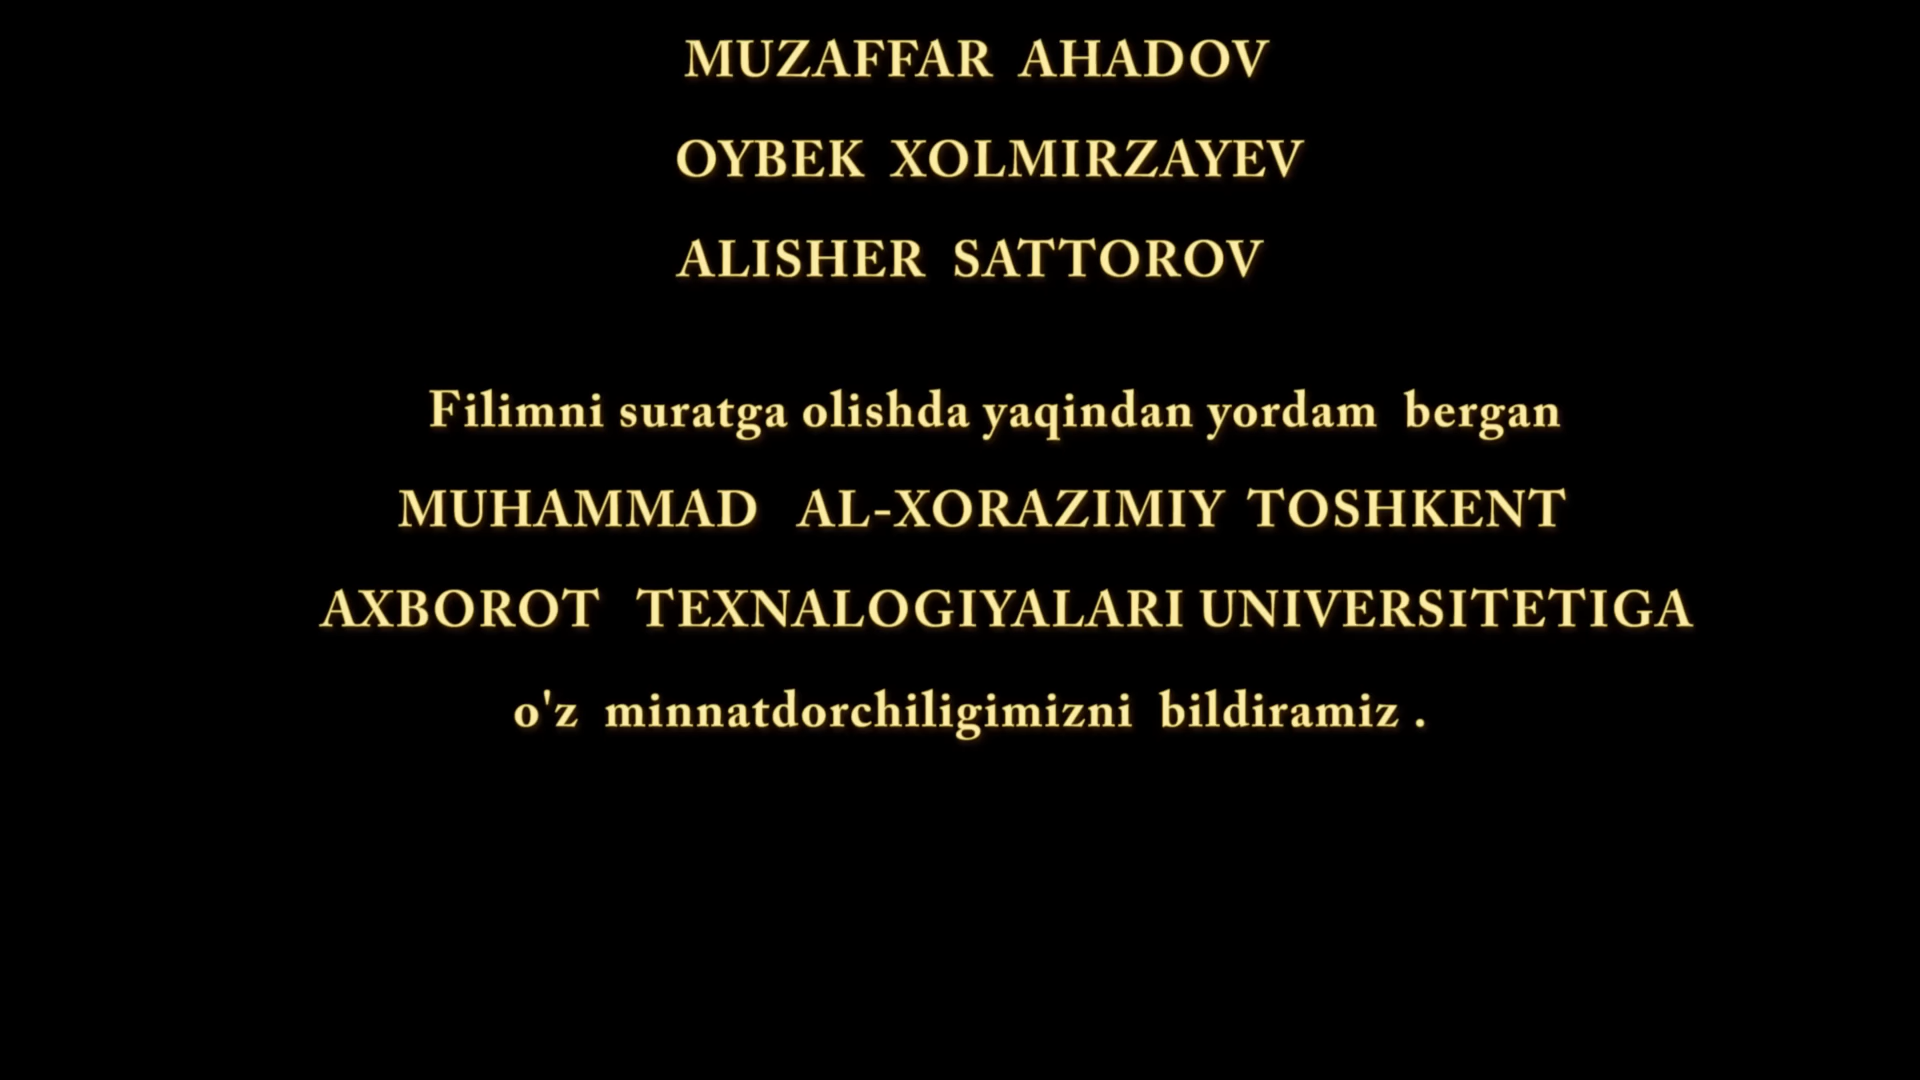 MUZAFFAR AHADOV
OYBEK XOLMIRZAYEV
ALISHER SATTOROV
Filimni suratga olishda yaqindan yordam bergan
MUHAMMAD AL-XORAZIMIY TOSHKENT
AXBOROT TEXNALOGIYALARI UNIVERSITETIGA
o'z minnatdorchiligimizni bildiramiz .